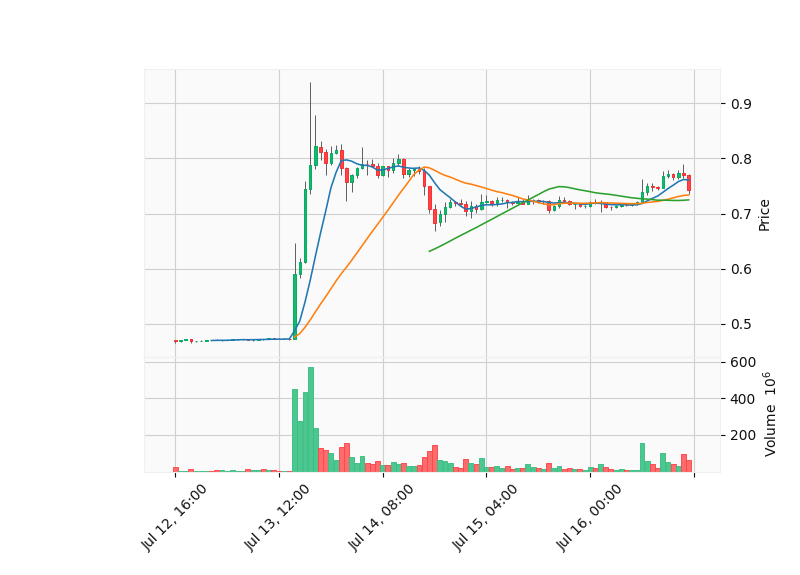 0.9
0.8
0.7
0.6
0.5
Price
600
400
200
Volume 10^6
Jul 12, 16:00
Jul 13, 12:00
Jul 14, 08:00
Jul 15, 04:00
Jul 16, 00:00